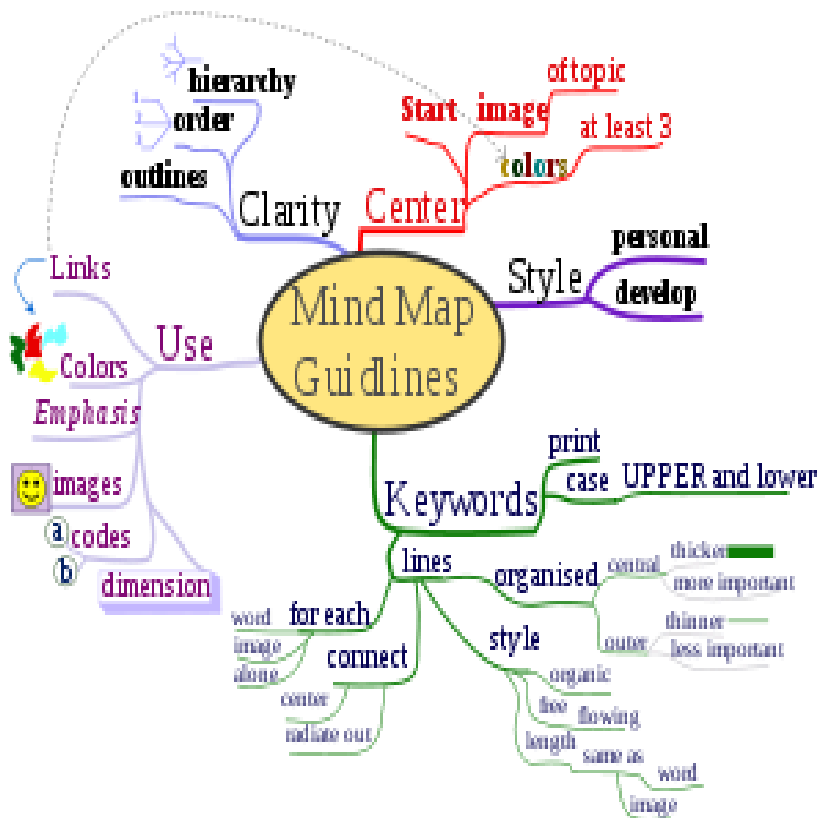 Mind Map
Guidlines
Center
Start
image
of topic
colors
at least 3
Style
personal
develop
Keywords
print
case
UPPER and lower
lines
organised
central
thicker
more important
outer
thinner
less important
style
organic
free
flowing
length
same as
word
image
connect
center
radiate out
for each
word
image
alone
Use
Links
Colors
Emphasis
images
codes
a
b
dimension
Clarity
hierarchy
order
outlines